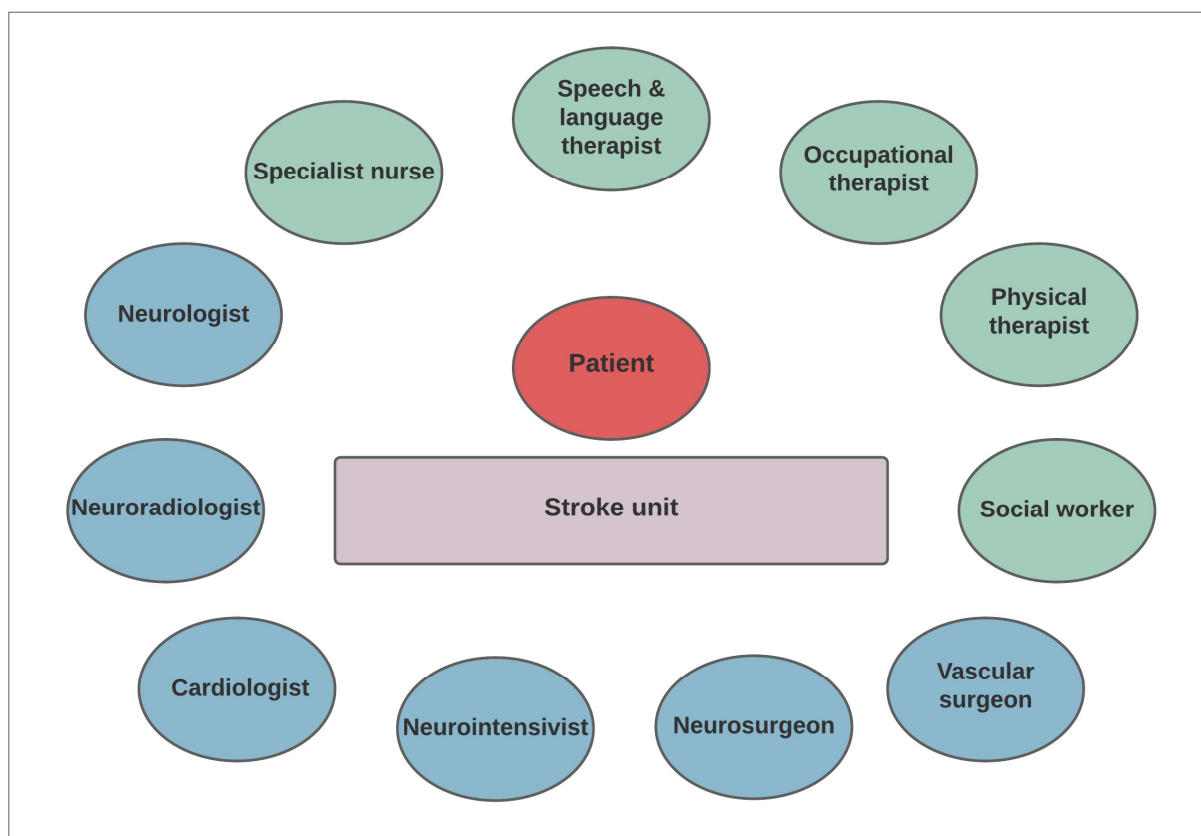 Speech &
language
therapist
Specialist nurse
Occupational
therapist
Neurologist
Physical
therapist
Patient
Neuroradiologist
Stroke unit
Social worker
Cardiologist
Neurointensivist
Neurosurgeon
Vascular
surgeon